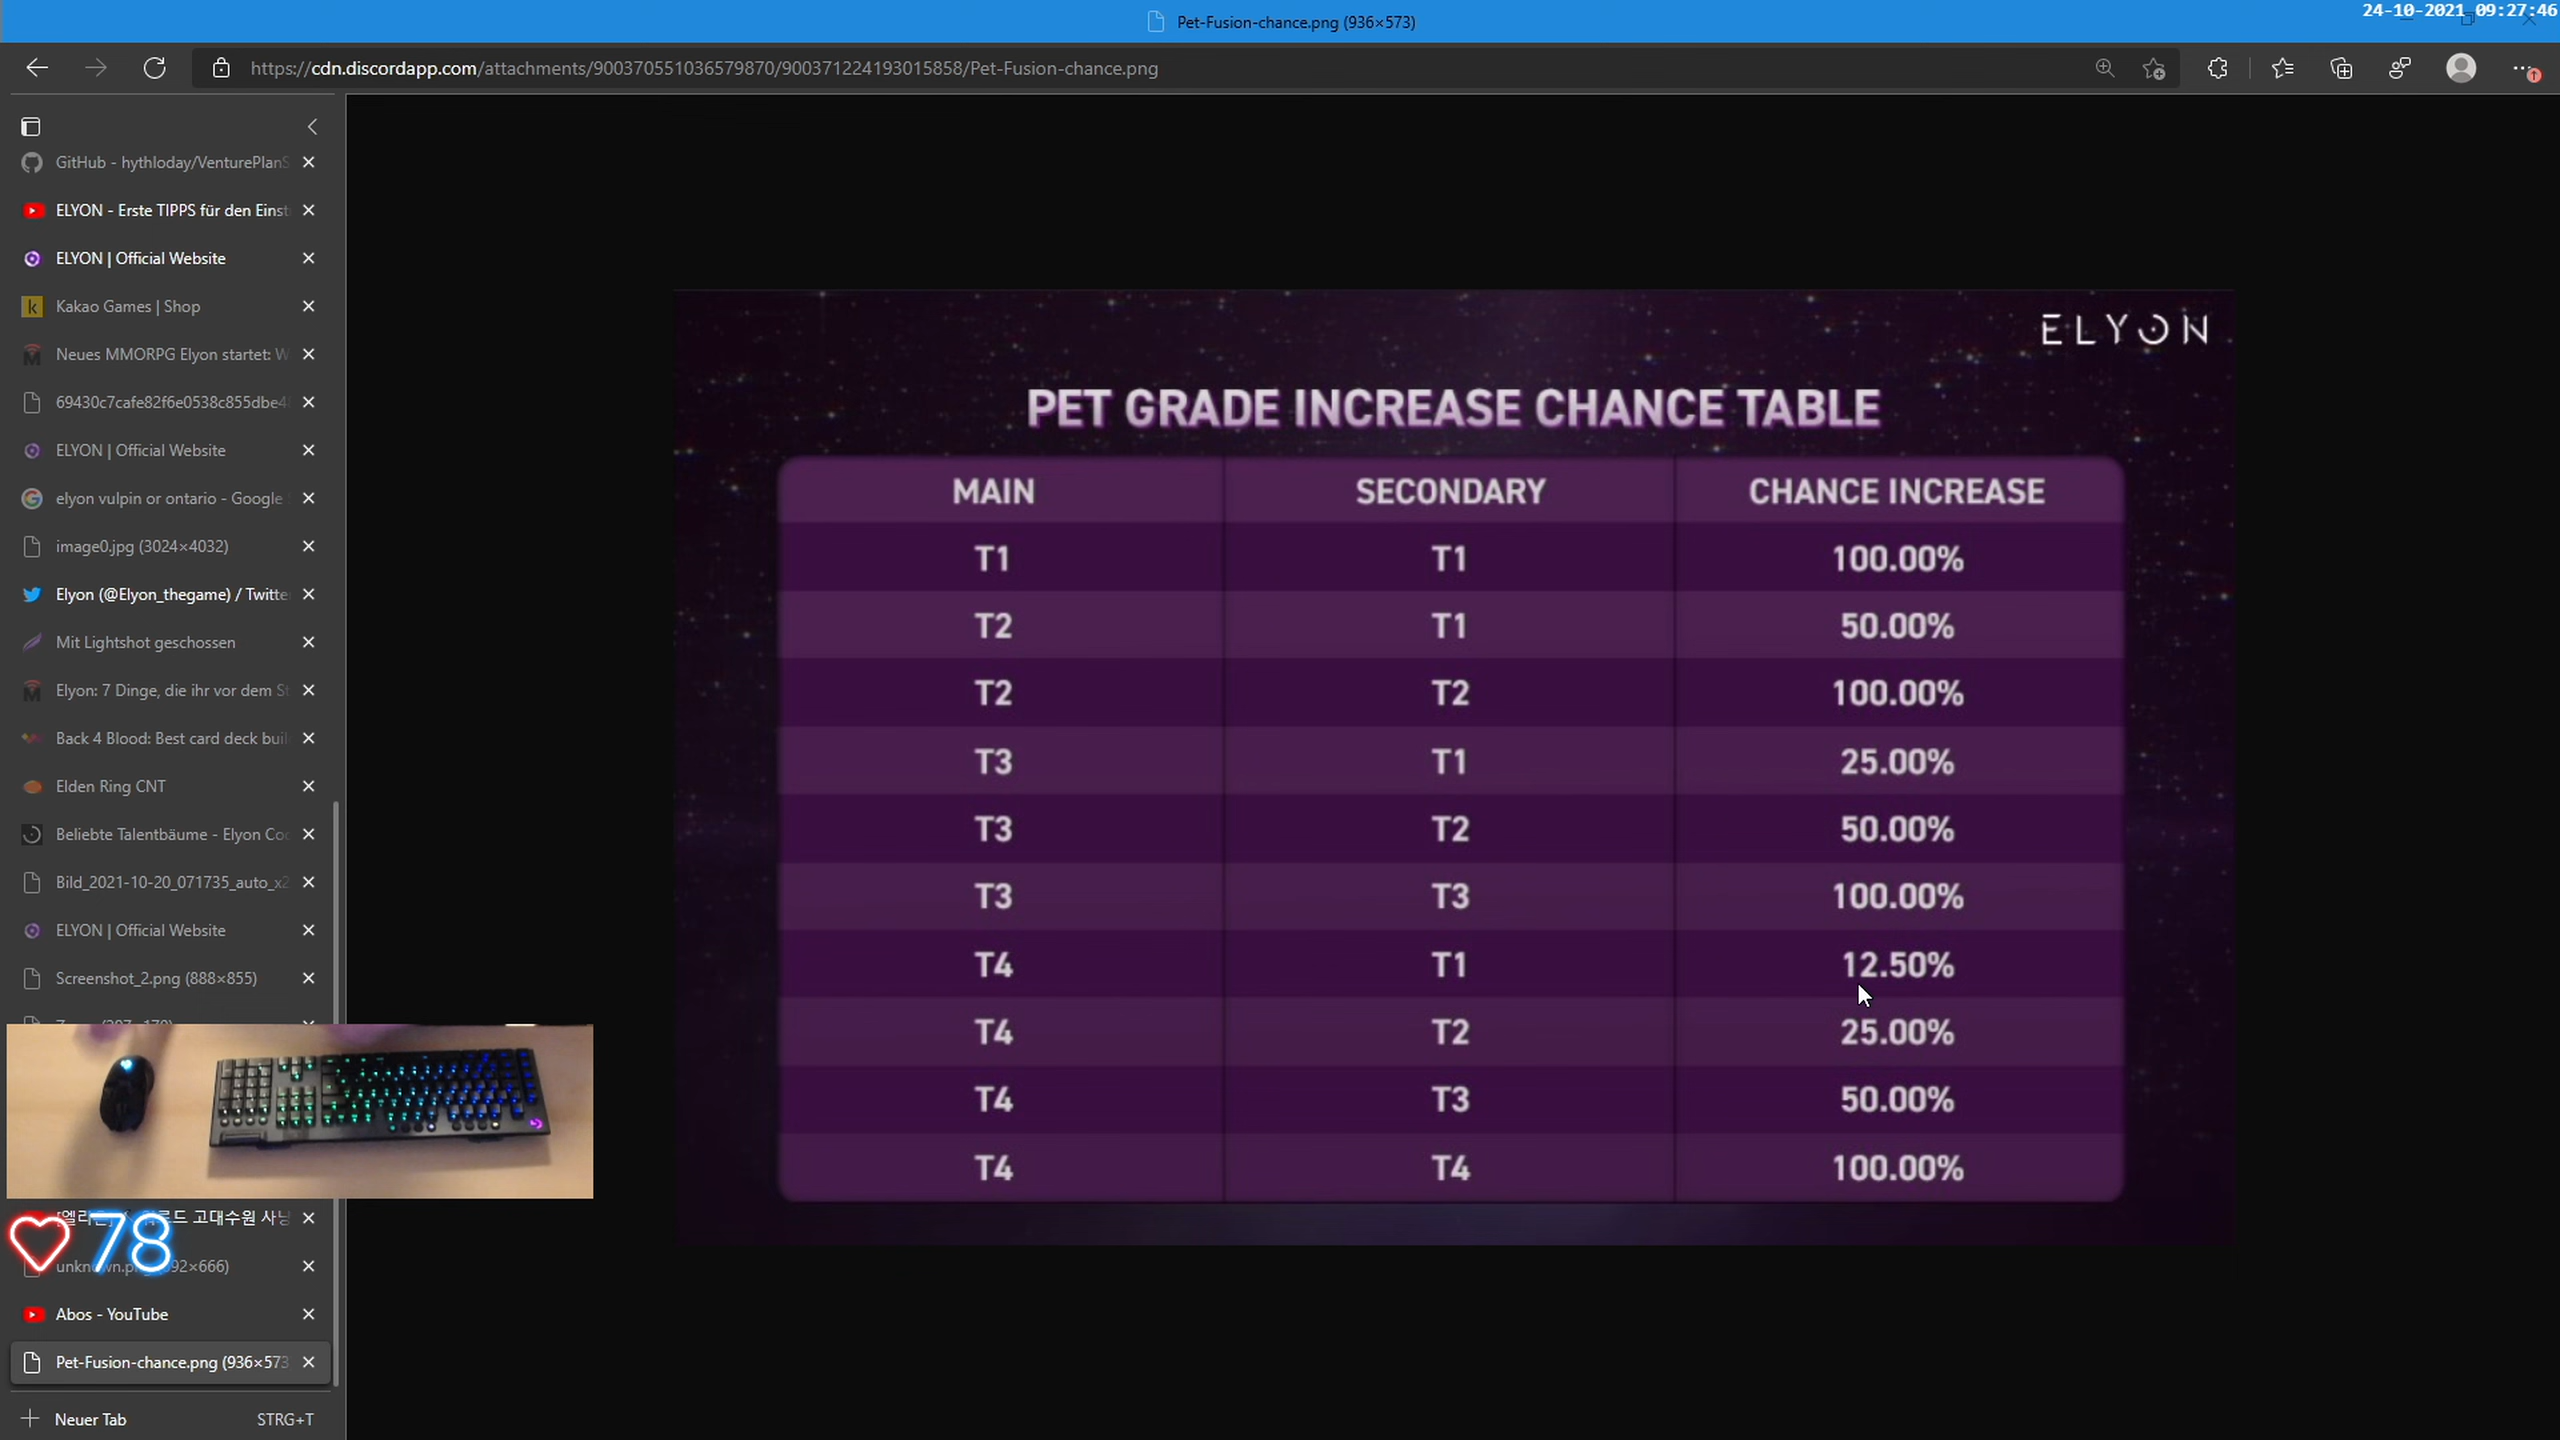 Pet-Fusion-chance.png (936×573)
24-10-2021 09:27:46
https://cdn.discordapp.com/attachments/900370551036579870/900371224193015858/Pet-Fusion-chance.png
GitHub - hythloday/VenturePlanS
ELYON - Erste TIPPS für den Einst
ELYON | Official Website
Kakao Games | Shop
Neues MMORPG Elyon startet: W
69430c7cafe82f6e0538c855dbe4
ELYON | Official Website
elyon vulpin or ontario - Google
image0.jpg (3024×4032)
Elyon (@Elyon_thegame) / Twitte
Mit Lightshot geschossen
Elyon: 7 Dinge, die ihr vor dem St
Back 4 Blood: Best card deck buil
Elden Ring CNT
Beliebte Talentbäume - Elyon Co
Bild_2021-10-20_071735_auto_x2
ELYON | Official Website
Screenshot_2.png (888×855)
고대수원 사냥
78
Abos - YouTube
Pet-Fusion-chance.png (936×573
Neuer Tab STRG+T
ELYON
PET GRADE INCREASE CHANCE TABLE
MAIN SECONDARY CHANCE INCREASE
T1 T1 100.00%
T2 T1 50.00%
T2 T2 100.00%
T3 T1 25.00%
T3 T2 50.00%
T3 T3 100.00%
T4 T1 12.50%
T4 T2 25.00%
T4 T3 50.00%
T4 T4 100.00%